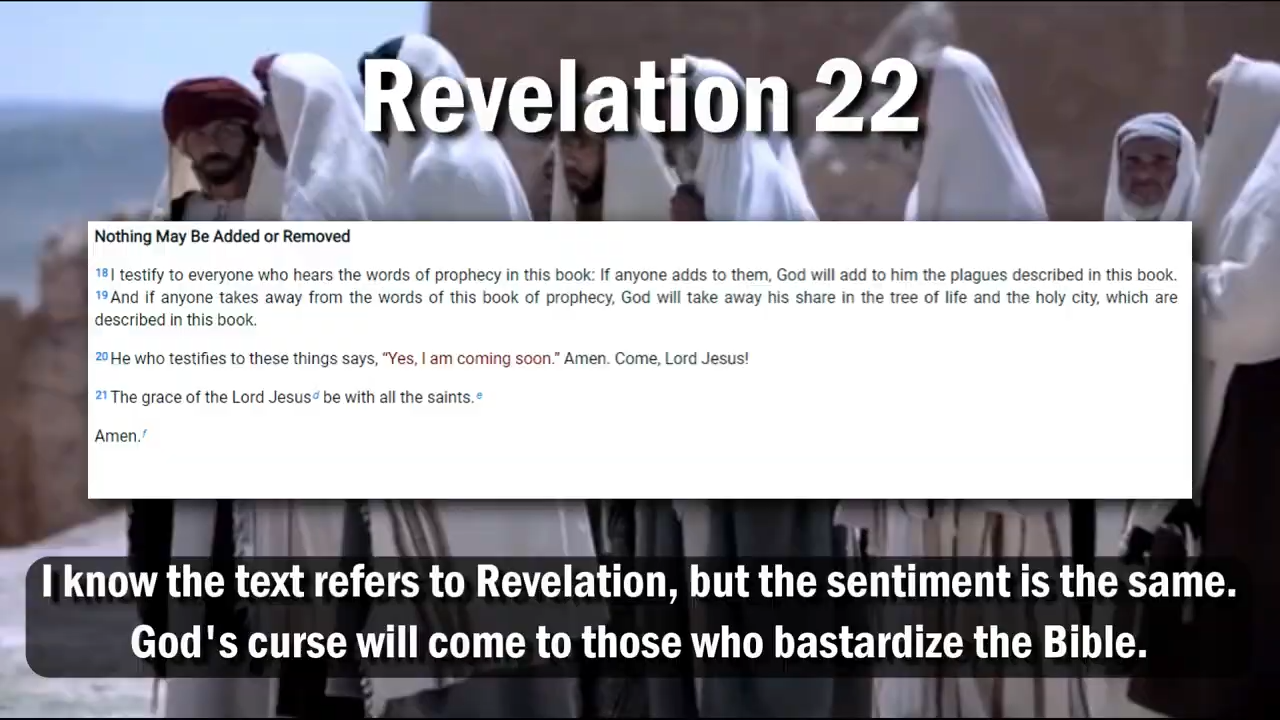 Revelation 22
Nothing May Be Added or Removed
18 I testify to everyone who hears the words of prophecy in this book: If anyone adds to them, God will add to him the plagues described in this book.
19 And if anyone takes away from the words of this book of prophecy, God will take away his share in the tree of life and the holy city, which are
described in this book.
20 He who testifies to these things says, “Yes, I am coming soon.” Amen. Come, Lord Jesus!
21 The grace of the Lord Jesus d be with all the saints. e
Amen. f
I know the text refers to Revelation, but the sentiment is the same.
God's curse will come to those who bastardize the Bible.